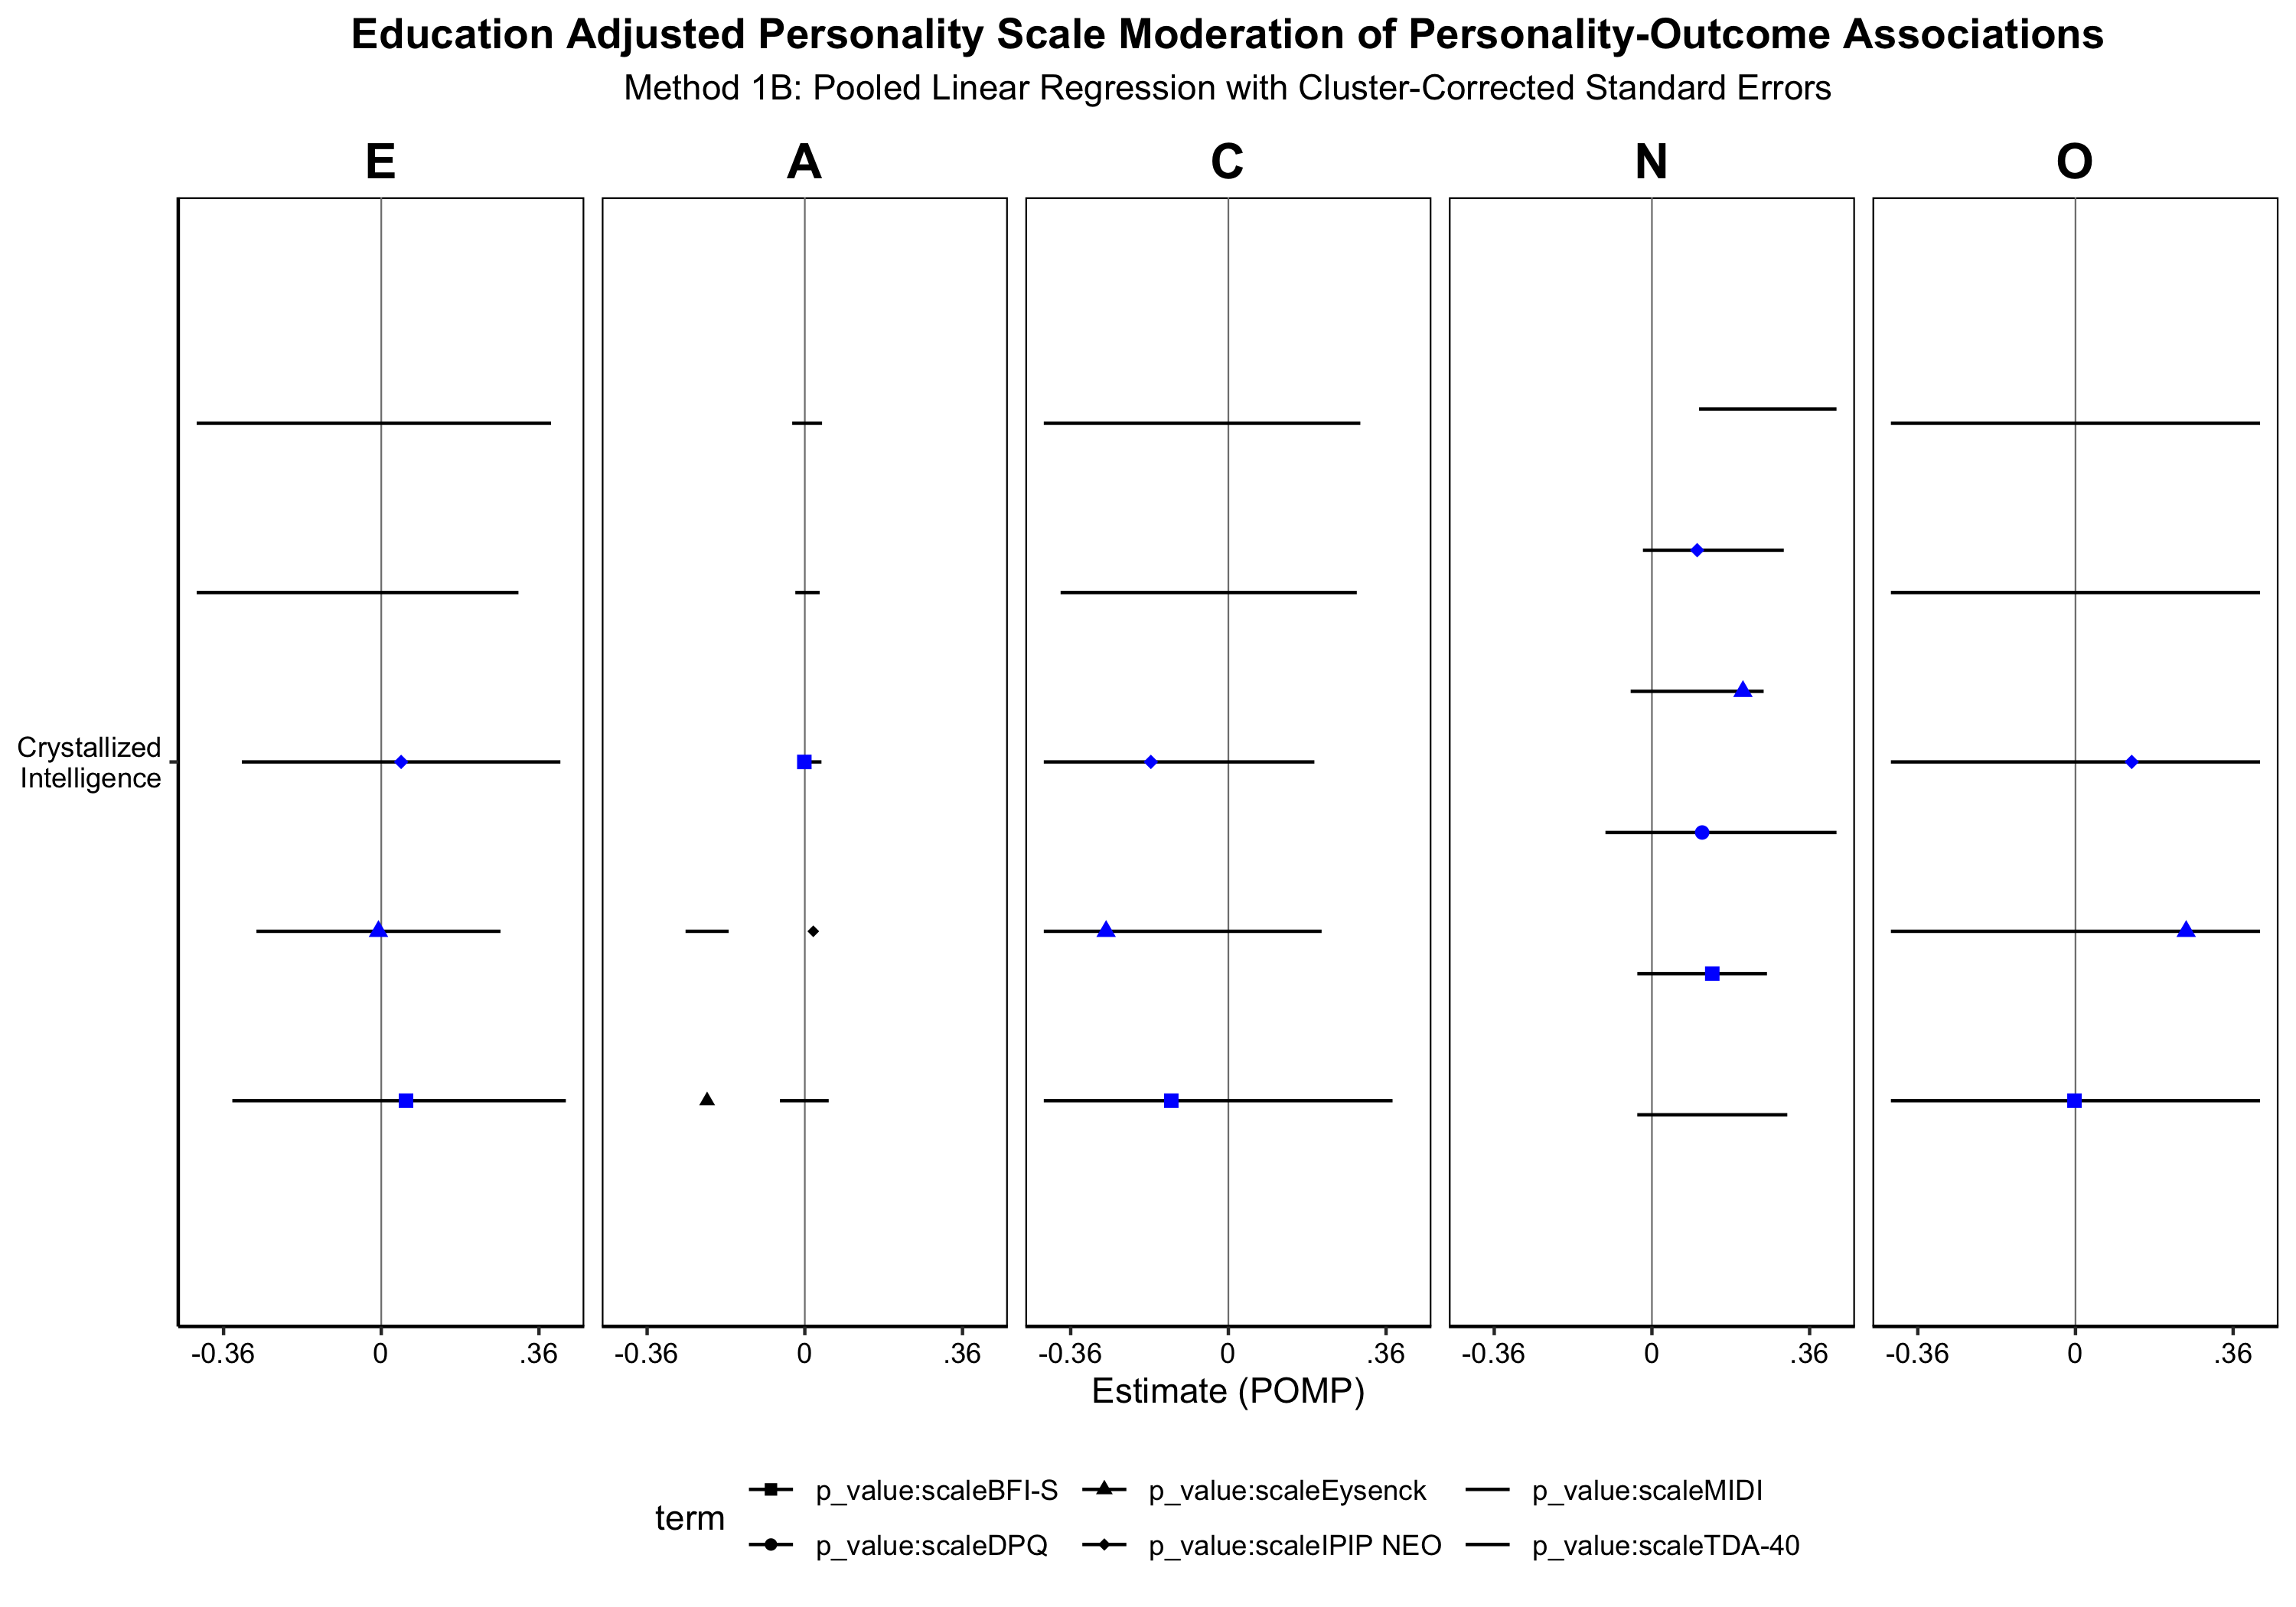 Education Adjusted Personality Scale Moderation of Personality-Outcome Associations
Method 1B: Pooled Linear Regression with Cluster-Corrected Standard Errors
E A C N O
Crystallized
Intelligence
-0.36 0 .36 -0.36 0 .36 -0.36 0 .36 -0.36 0 .36 -0.36 0 .36
Estimate (POMP)
term
p_value:scaleBFI-S p_value:scaleEysenck p_value:scaleMIDI
p_value:scaleDPQ p_value:scaleIPIP NEO p_value:scaleTDA-40